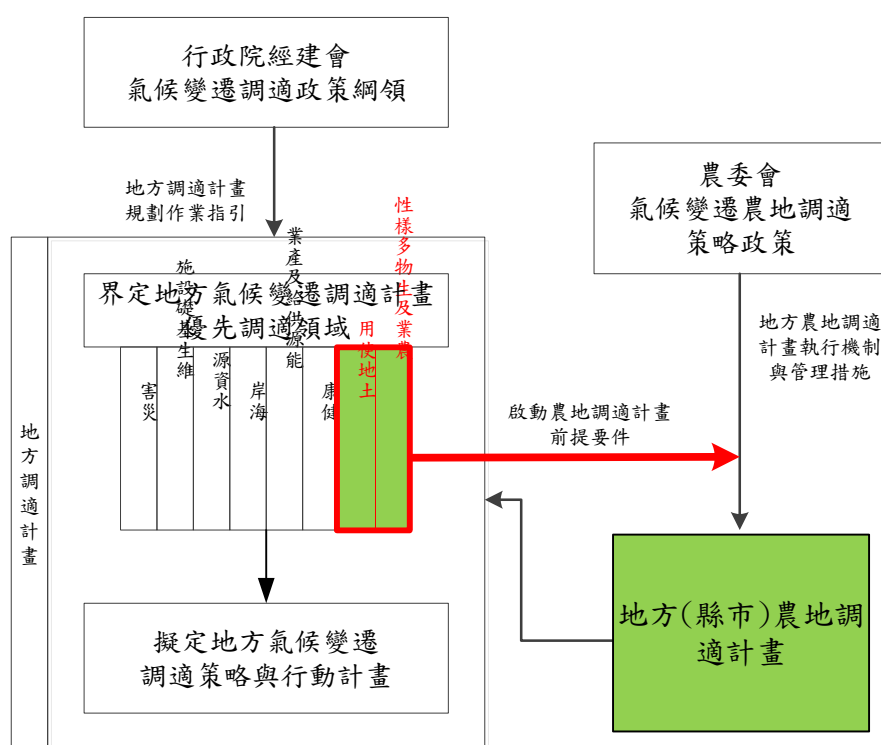 行政院經建會
氣候變遷調適政策綱領
地方調適計畫
規劃作業指引
農委會
氣候變遷農地調適
策略政策
地方調適計畫
界定地方氣候變遷調適計畫
優先調適領域
害災
施設礎基生維
源資水
岸海
業產及給供源能
康健
用使地土
性樣多物生及業農
地方農地調適
計畫執行機制
與管理措施
啟動農地調適計畫
前提要件
擬定地方氣候變遷
調適策略與行動計畫
地方(縣市)農地調
適計畫